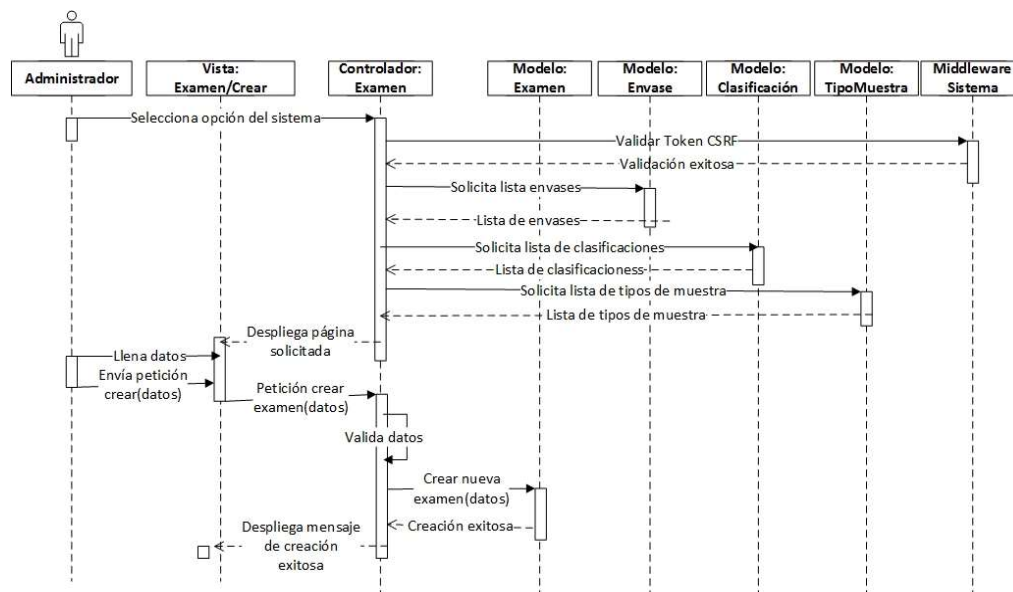 Administrador
Vista:
Examen/Crear
Controlador:
Examen
Modelo:
Examen
Modelo:
Envase
Modelo:
Clasificación
Modelo:
TipoMuestra
Middleware
Sistema
Selecciona opción del sistema
Validar Token CSRF
Validación exitosa
Solicita lista envases
Lista de envases
Solicita lista de clasificaciones
Lista de clasificacioness
Solicita lista de tipos de muestra
Lista de tipos de muestra
Despliega página
solicitada
Llena datos
Envía petición
crear(datos)
Petición crear
examen(datos)
Valida datos
Crear nueva
examen(datos)
Creación exitosa
Despliega mensaje
de creación
exitosa